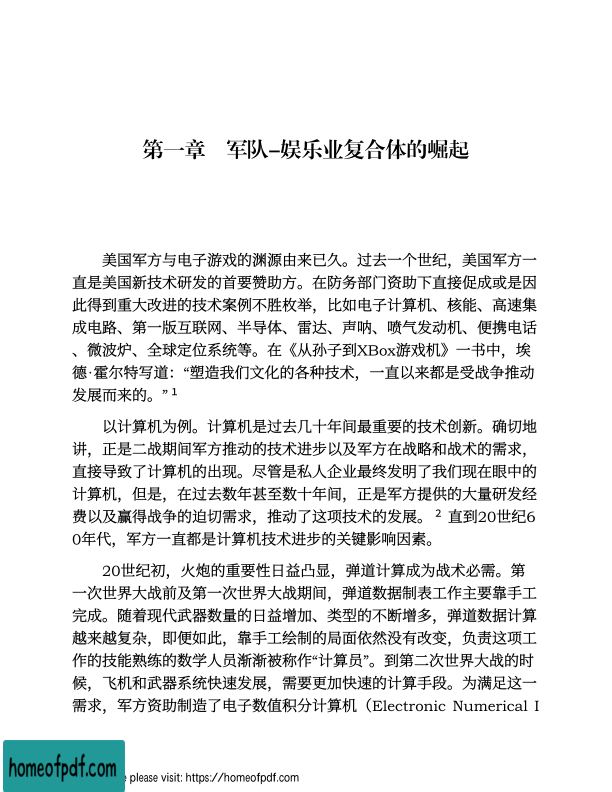 第一章　军队–娱乐业复合体的崛起
美国军方与电子游戏的渊源由来已久。过去一个世纪，美国军方一
直是美国新技术研发的首要赞助方。在防务部门资助下直接促成或是因
此得到重大改进的技术案例不胜枚举，比如电子计算机、核能、高速集
成电路、第一版互联网、半导体、雷达、声呐、喷气发动机、便携电话
、微波炉、全球定位系统等。在《从孙子到XBox游戏机》一书中，埃
德·霍尔特写道：“塑造我们文化的各种技术，一直以来都是受战争推动
发展而来的。”¹
以计算机为例。计算机是过去几十年间最重要的技术创新。确切地
讲，正是二战期间军方推动的技术进步以及军方在战略和战术的需求，
直接导致了计算机的出现。尽管是私人企业最终发明了我们现在眼中的
计算机，但是，在过去数年甚至数十年间，正是军方提供的大量研发经
费以及赢得战争的迫切需求，推动了这项技术的发展。² 直到20世纪6
0年代，军方一直都是计算机技术进步的关键影响因素。
20世纪初，火炮的重要性日益凸显，弹道计算成为战术必需。第
一次世界大战前及第一次世界大战期间，弹道数据制表工作主要靠手工
完成。随着现代武器数量的日益增加、类型的不断增多，弹道数据计算
越来越复杂，即便如此，靠手工绘制的局面依然没有改变，负责这项工
作的技能熟练的数学人员渐渐被称作“计算员”。到第二次世界大战的时
候，飞机和武器系统快速发展，需要更加快速的计算手段。为满足这一
需求，军方资助制造了电子数值积分计算机（Electronic Numerical I
homeofpdf.com
please visit: https://homeofpdf.com